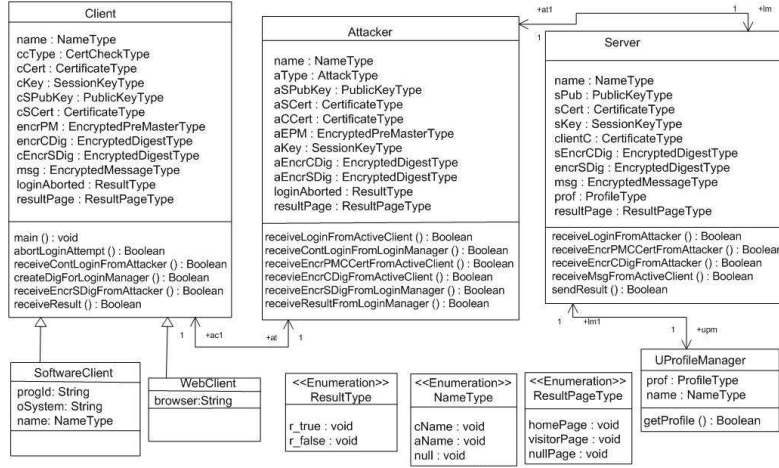 Client
name : NameType
ccType : CertCheckType
cCert : CertificateType
cKey : SessionKeyType
cSPubKey : PublicKeyType
cSCert : CertificateType
encrPM : EncryptedPreMasterType
encrCDig : EncryptedDigestType
cEncrSDig : EncryptedDigestType
msg : EncryptedMessageType
loginAborted : ResultType
resultPage : ResultPageType
main () : void
abortLoginAttempt () : Boolean
receiveContLoginFromAttacker () : Boolean
createDigForLoginManager () : Boolean
receiveEncrSDigFromAttacker () : Boolean
receiveResult () : Boolean
Attacker
name : NameType
aType : AttackType
aSPubKey : PublicKeyType
aSCert : CertificateType
aCCert : CertificateType
aEPM : EncryptedPreMasterType
aKey : SessionKeyType
aEncrCDig : EncryptedDigestType
aEncrSDig : EncryptedDigestType
loginAborted : ResultType
resultPage : ResultPageType
receiveLoginFromActiveClient () : Boolean
receiveContLoginFromLoginManager () : Boolean
receiveEncrPMCCertFromActiveClient () : Boolean
receiveEncrCDigFromActiveClient () : Boolean
receiveEncrSDigFromLoginManager () : Boolean
receiveResultFromLoginManager () : Boolean
+at1
1
1
+lm
Server
name : NameType
sPub : PublicKeyType
sCert : CertificateType
sKey : SessionKeyType
clientC : CertificateType
sEncrCDig : EncryptedDigestType
encrSDig : EncryptedDigestType
msg : EncryptedMessageType
prof : ProfileType
resultPage : ResultPageType
receiveLoginFromAttacker () : Boolean
receiveEncrPMCCertFromAttacker () : Boolean
receiveEncrCDigFromAttacker () : Boolean
receiveMsgFromActiveClient () : Boolean
sendResult () : Boolean
1
+ac1
+at
1
1
+lm1
1
+upm
SoftwareClient
progId: String
oSystem: String
name: NameType
WebClient
browser:String
<<Enumeration>>
ResultType
r_true : void
r_false : void
<<Enumeration>>
NameType
cName : void
aName : void
null : void
<<Enumeration>>
ResultPageType
homePage : void
visitorPage : void
nullPage : void
UProfileManager
prof : ProfileType
name : NameType
getProfile () : Boolean